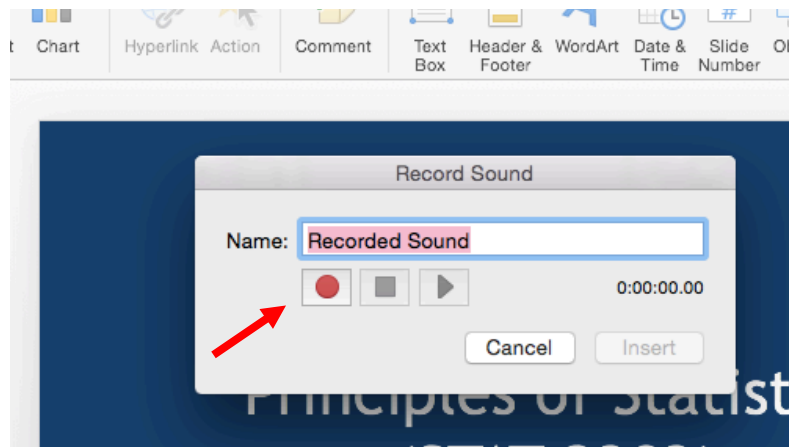 Chart Hyperlink Action Comment Text Box Header & Footer WordArt Date & Time Slide Number
Record Sound
Name: Recorded Sound
0:00:00.00
Cancel Insert
Principles of